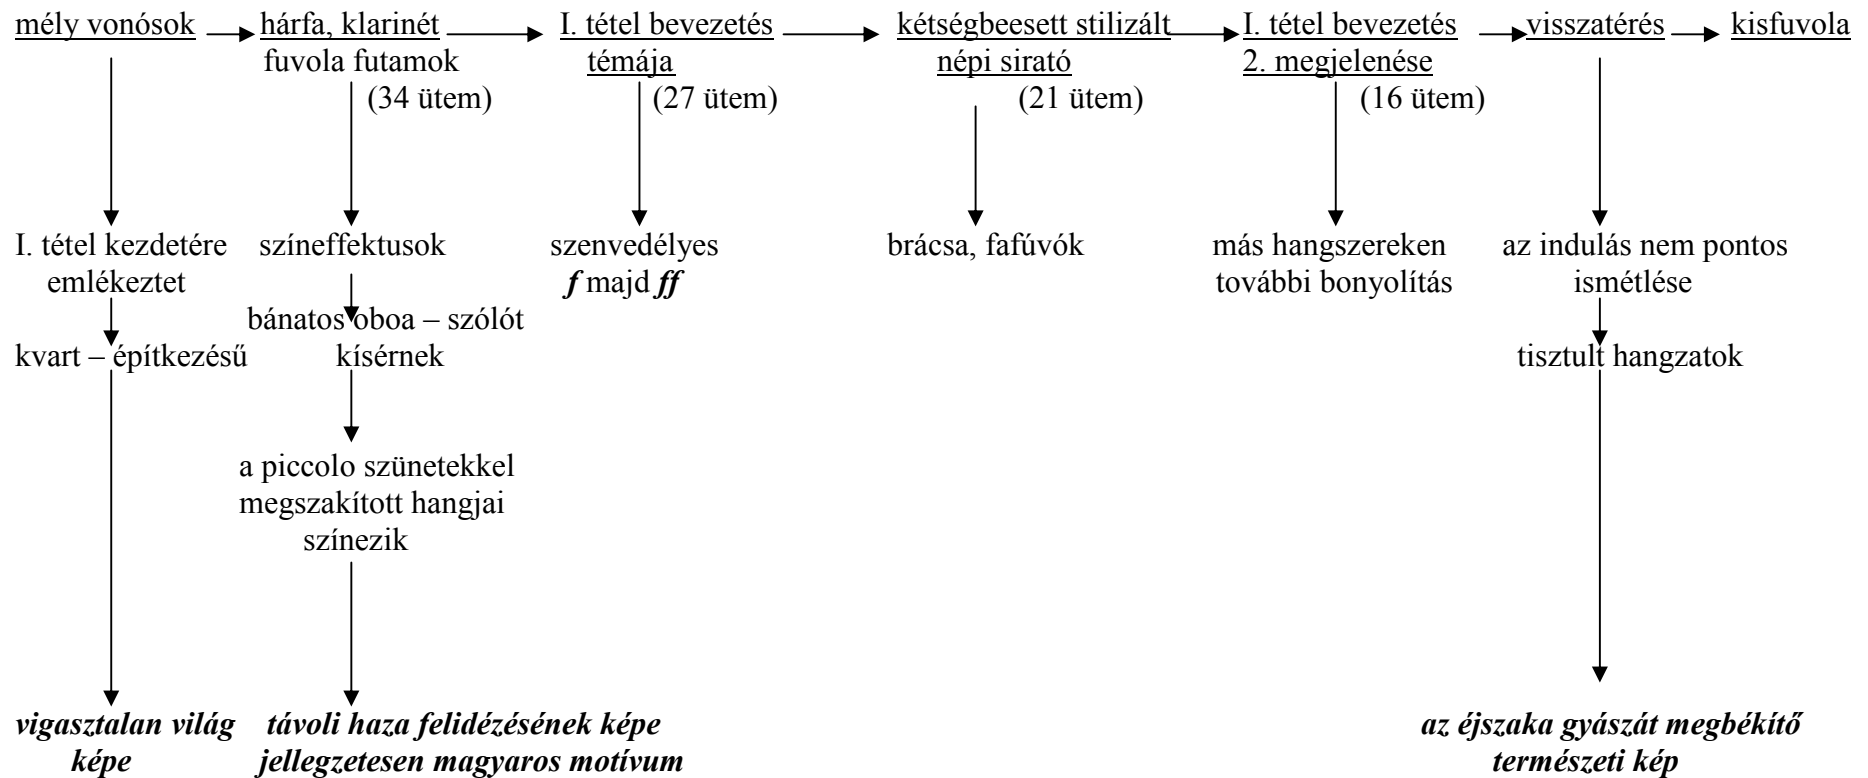 mély vonósok
hárfa, klarinét
fuvola futamok
(34 ütem)
I. tétel bevezetés
témája
(27 ütem)
kétségbeesett stilizált
népi sirató
(21 ütem)
I. tétel bevezetés
2. megjelenése
(16 ütem)
visszatérés
kisfuvola
I. tétel kezdetére
emlékeztet
színeffektusok
szenvedélyes
f majd ff
brácsa, fafúvók
más hangszereken
további bonyolítás
az indulás nem pontos
ismétlése
kvart – építkezésű
bánatos oboa – szólót
kísérnek
tisztult hangzatok
a piccolo szünetekkel
megszakított hangjai
színezik
vigasztalan világ
képe
távoli haza felidézésének képe
jellegzetesen magyaros motívum
az éjszaka gyászát megbékítő
természeti kép